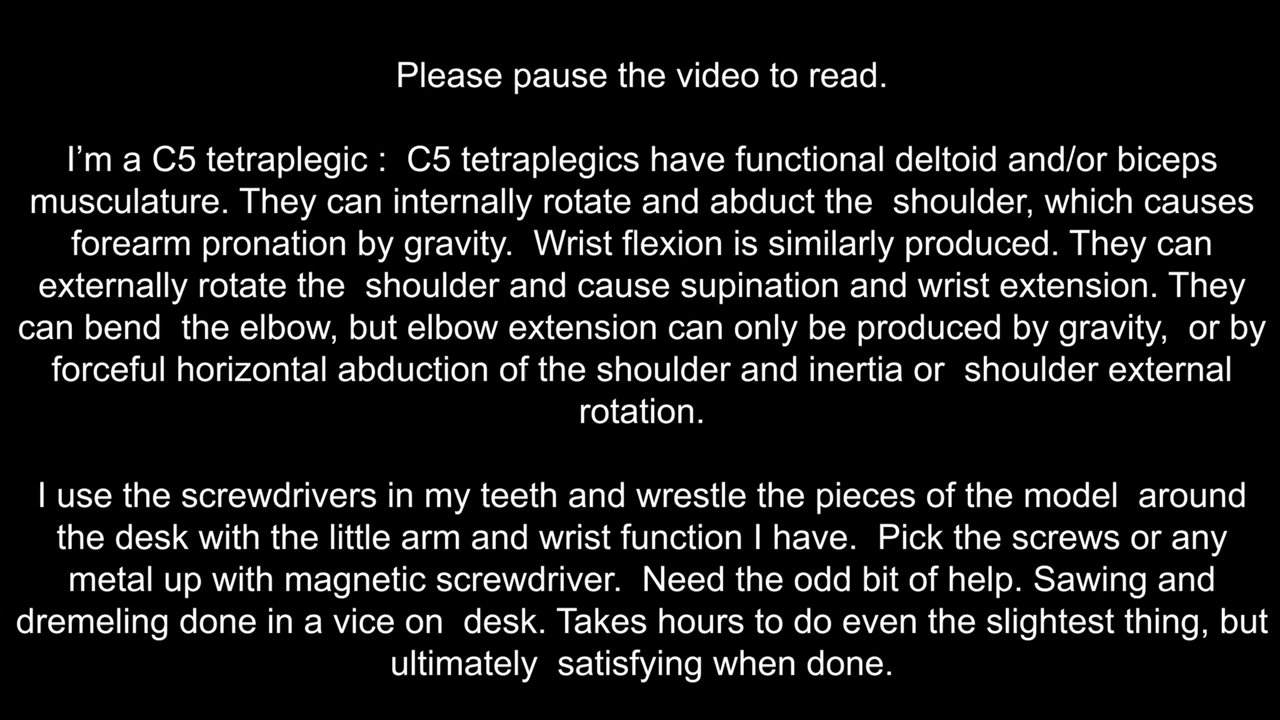 Please pause the video to read.
I'm a C5 tetraplegic :  C5 tetraplegics have functional deltoid and/or biceps
musculature. They can internally rotate and abduct the  shoulder, which causes
forearm pronation by gravity.  Wrist flexion is similarly produced. They can
externally rotate the  shoulder and cause supination and wrist extension. They
can bend  the elbow, but elbow extension can only be produced by gravity,  or by
forceful horizontal abduction of the shoulder and inertia or  shoulder external
rotation.
I use the screwdrivers in my teeth and wrestle the pieces of the model  around
the desk with the little arm and wrist function I have.  Pick the screws or any
metal up with magnetic screwdriver.  Need the odd bit of help. Sawing and
dremeling done in a vice on  desk. Takes hours to do even the slightest thing, but
ultimately  satisfying when done.